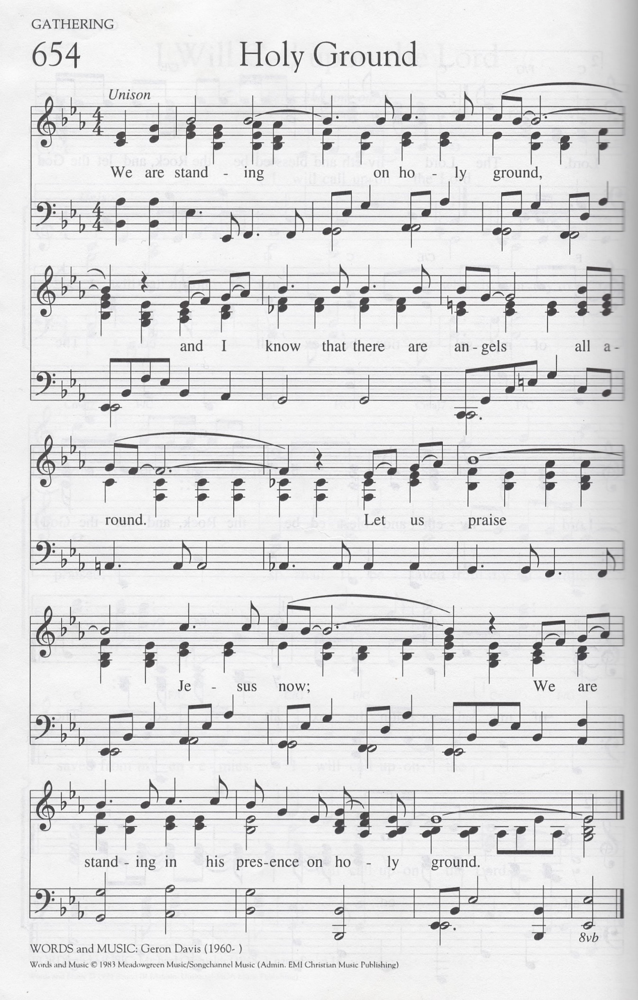 GATHERING
654 Holy Ground
Unison
We are stand - ing on ho - ly ground,
and I know that there are an - gels all a -
round. Let us praise
Je - sus now; We are
stand - ing in his pres - ence on ho - ly ground.
8vb
WORDS and MUSIC: Geron Davis (1960- )
Words and Music © 1983 Meadowgreen Music/Songchannel Music (Admin. EMI Christian Music Publishing)